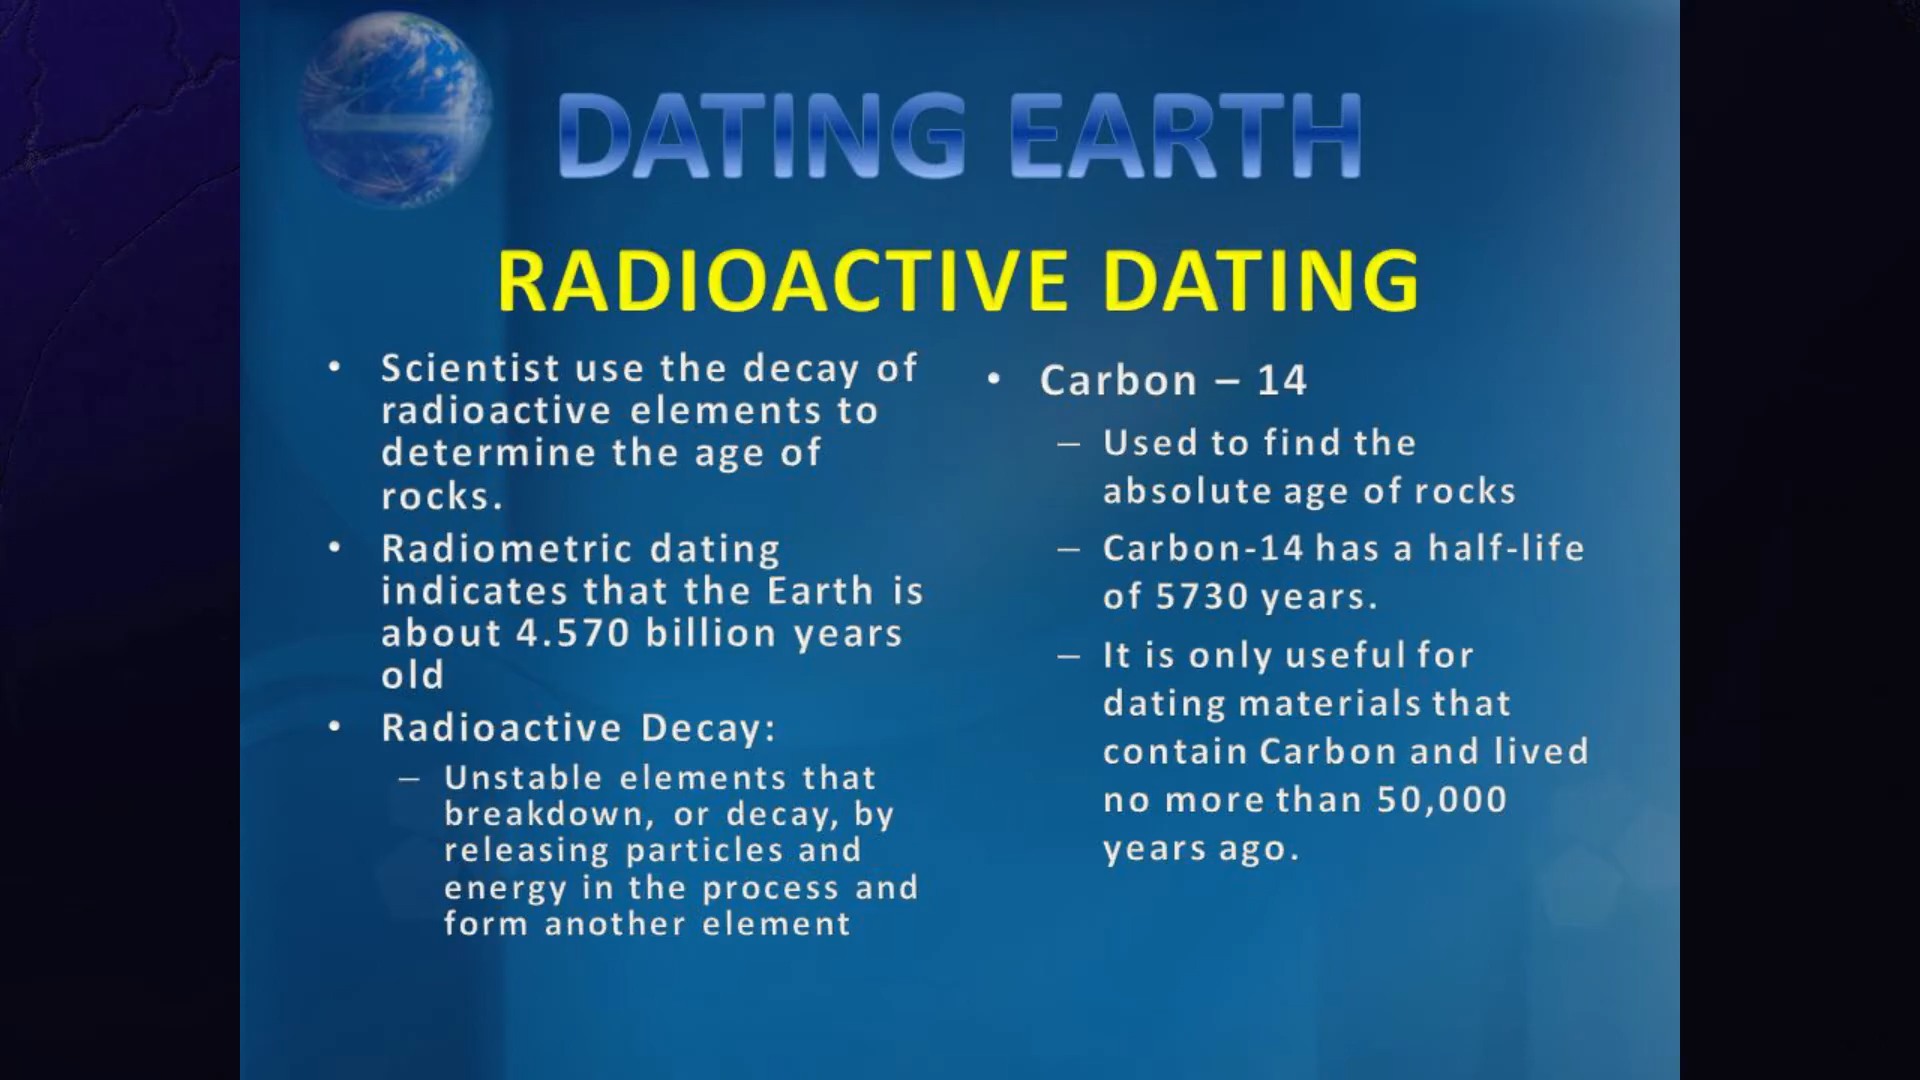 DATING EARTH
RADIOACTIVE DATING
• Scientist use the decay of
radioactive elements to
determine the age of
rocks.
• Radiometric dating
indicates that the Earth is
about 4.570 billion years
old
• Radioactive Decay:
– Unstable elements that
breakdown, or decay, by
releasing particles and
energy in the process and
form another element
• Carbon – 14
– Used to find the
absolute age of rocks
– Carbon-14 has a half-life
of 5730 years.
– It is only useful for
dating materials that
contain Carbon and lived
no more than 50,000
years ago.